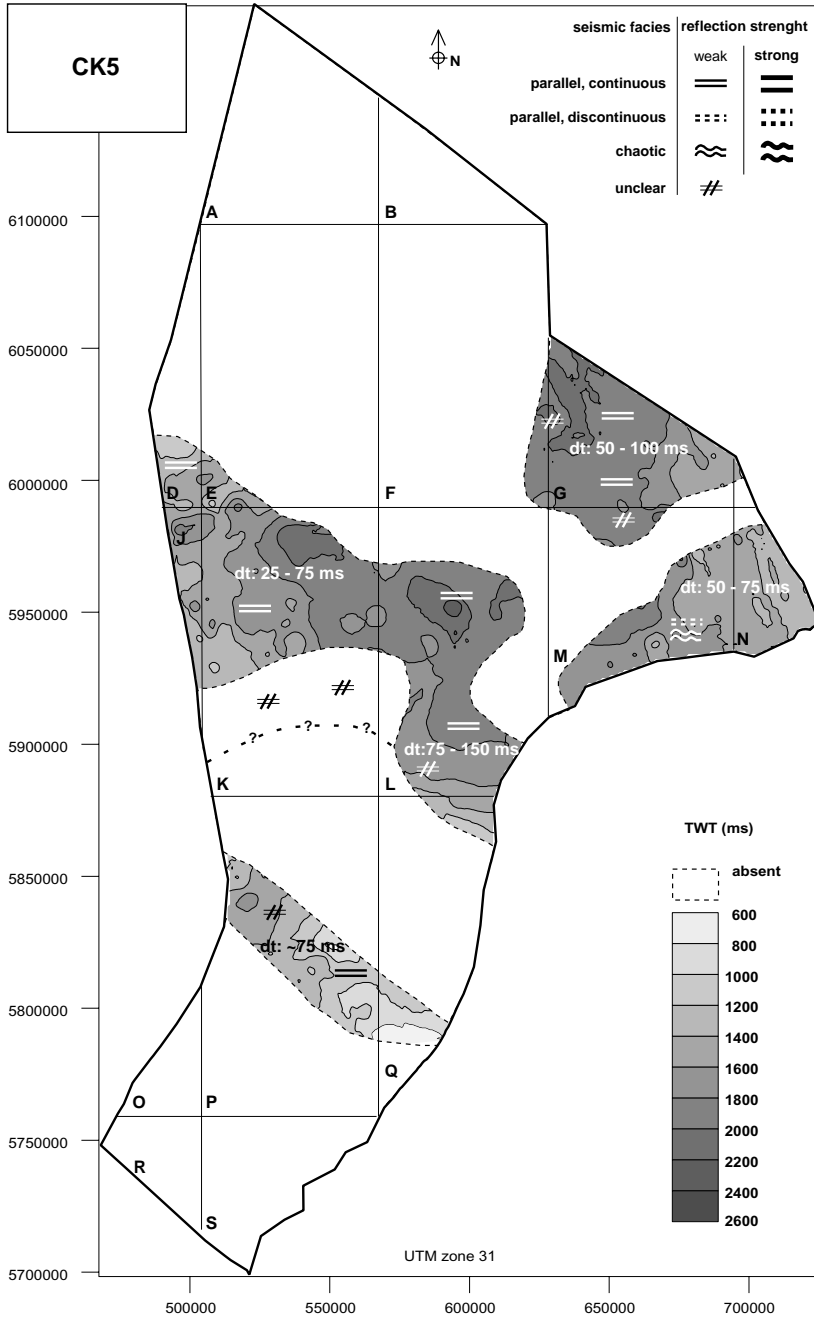 CK5
N
seismic facies reflection strenght
weak strong
parallel, continuous
parallel, discontinuous
chaotic
unclear
A B
6100000
6050000
dt: 50 - 100 ms
6000000
D E F G
J
dt: 25 - 75 ms
dt: 50 - 75 ms
5950000
N
M
5900000
? ? ?
dt:75 - 150 ms
K L
TWT (ms)
absent
5850000
600
800
dt: ~75 ms
1000
1200
5800000
1400
1600
Q
1800
O P
2000
5750000
2200
R
2400
S
2600
UTM zone 31
5700000
500000 550000 600000 650000 700000